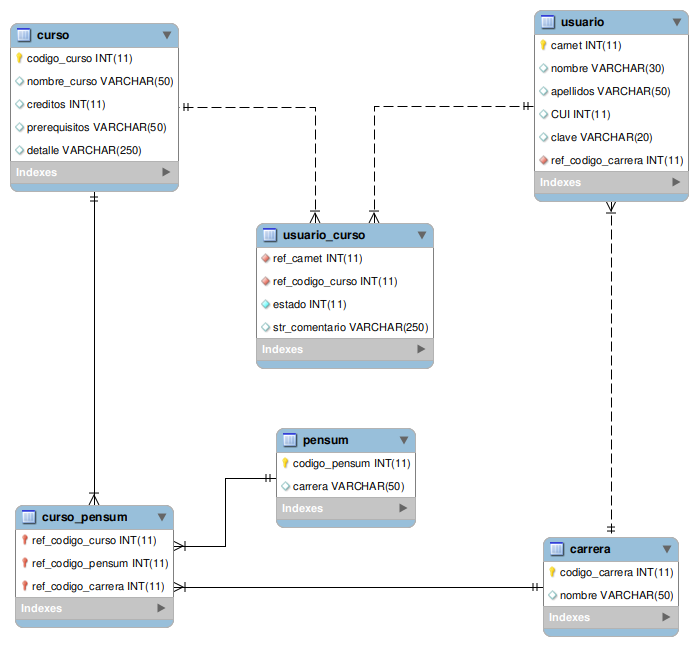 curso
codigo_curso INT(11)
nombre_curso VARCHAR(50)
creditos INT(11)
prerequisitos VARCHAR(50)
detalle VARCHAR(250)
Indexes
usuario
carnet INT(11)
nombre VARCHAR(30)
apellidos VARCHAR(50)
CUI INT(11)
clave VARCHAR(20)
ref_codigo_carrera INT(11)
Indexes
usuario_curso
ref_carnet INT(11)
ref_codigo_curso INT(11)
estado INT(11)
str_comentario VARCHAR(250)
Indexes
pensum
codigo_pensum INT(11)
carrera VARCHAR(50)
Indexes
curso_pensum
ref_codigo_curso INT(11)
ref_codigo_pensum INT(11)
ref_codigo_carrera INT(11)
Indexes
carrera
codigo_carrera INT(11)
nombre VARCHAR(50)
Indexes